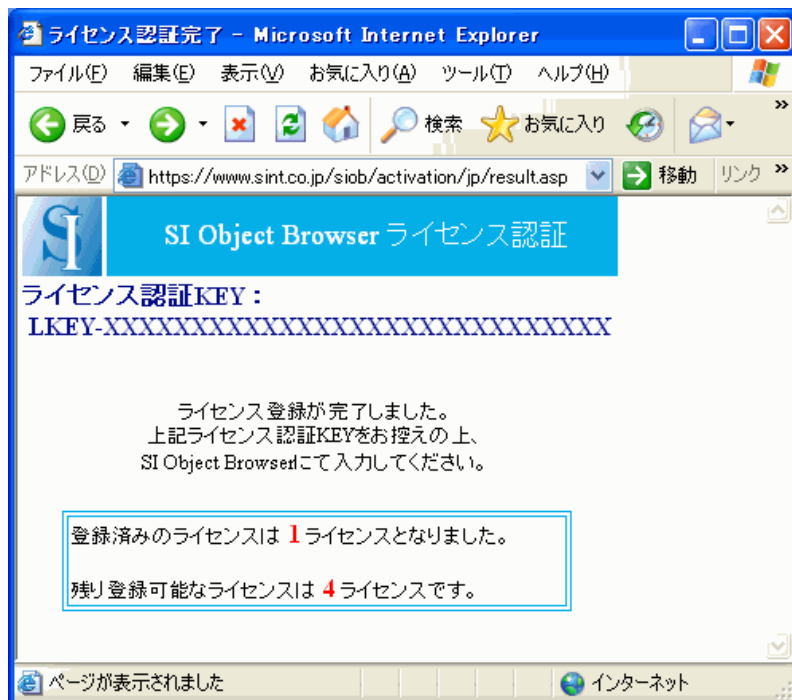 ライセンス認証完了 - Microsoft Internet Explorer
ファイル(F) 編集(E) 表示(V) お気に入り(A) ツール(T) ヘルプ(H)
戻る 検索 お気に入り »
アドレス(D) https://www.sint.co.jp/siob/activation/jp/result.asp 移動 リンク »
SI SI Object Browser ライセンス認証
ライセンス認証KEY：
LKEY-XXXXXXXXXXXXXXXXXXXXXXXXXXXXXX
ライセンス登録が完了しました。
上記ライセンス認証KEYをお控えの上、
SI Object Browserにて入力してください。
登録済みのライセンスは 1 ライセンスとなりました。
残り登録可能なライセンスは 4 ライセンスです。
ページが表示されました インターネット